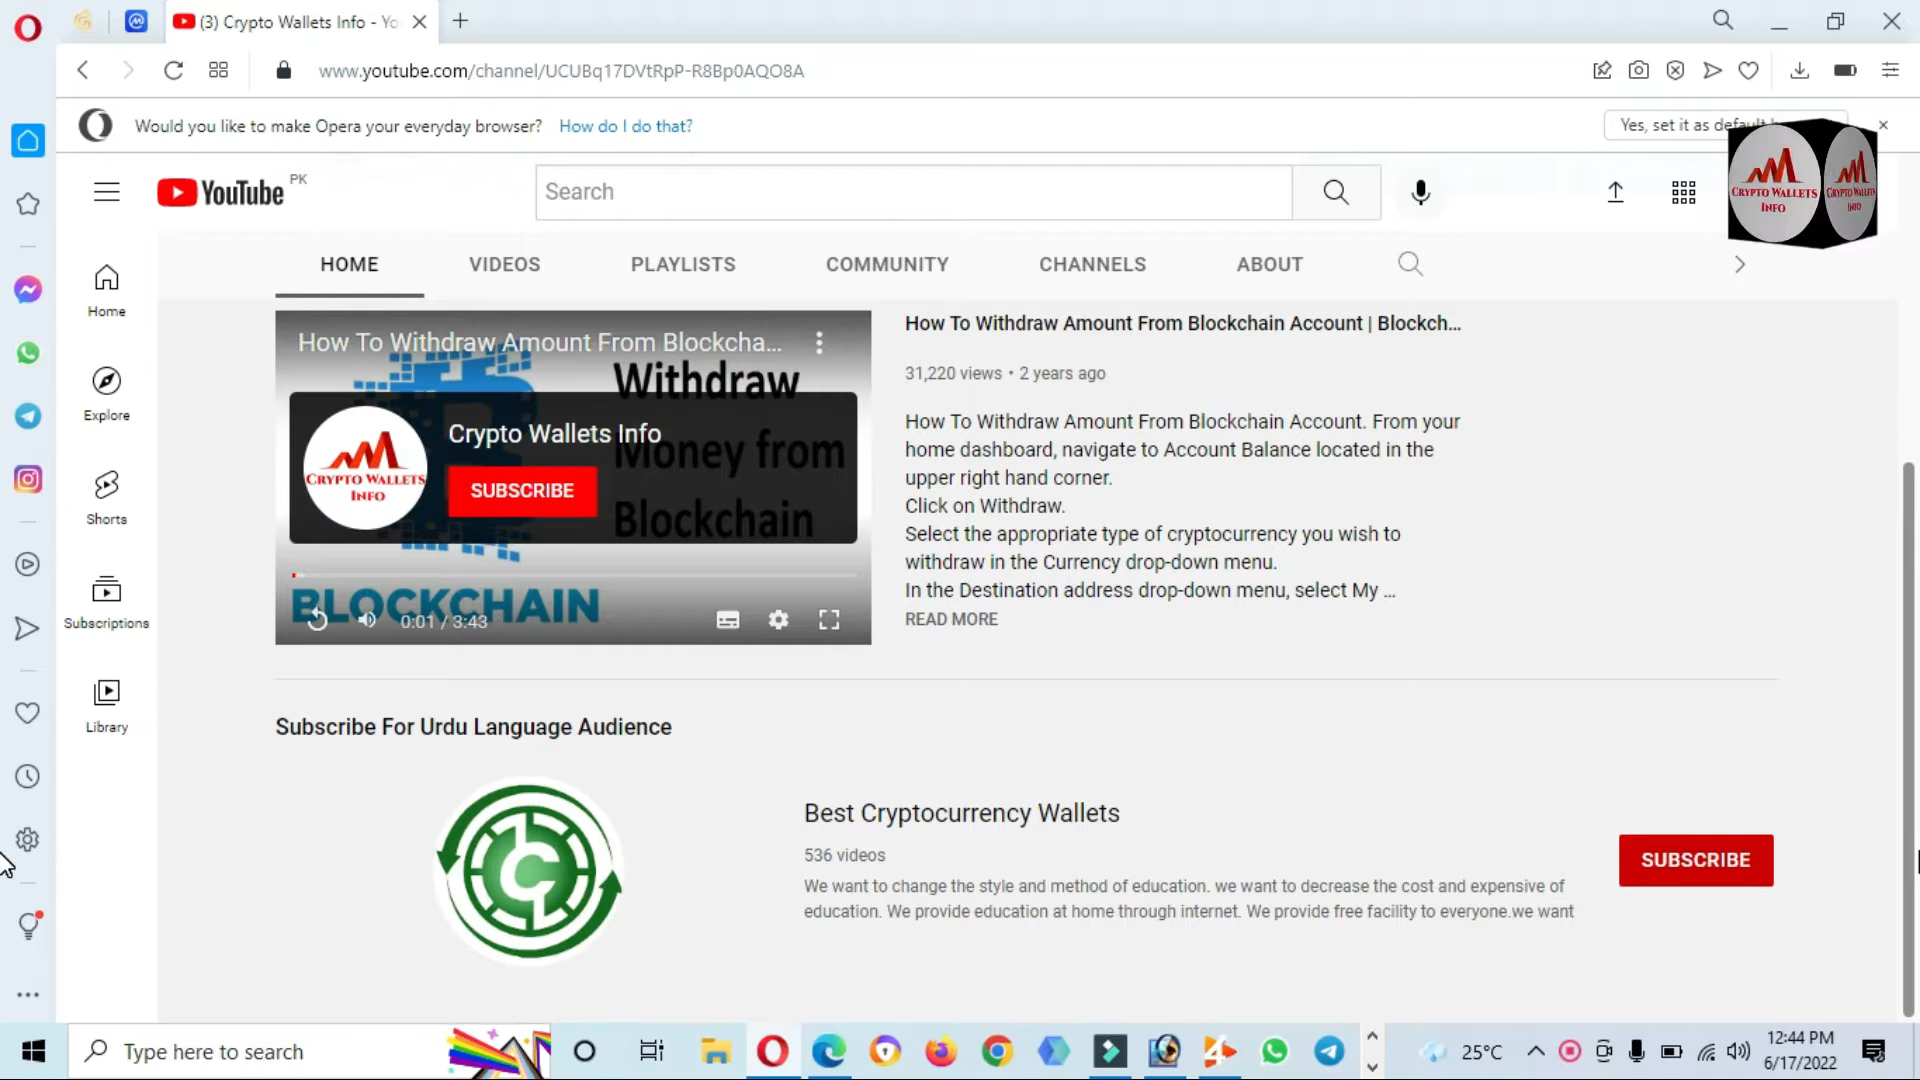 (3) Crypto Wallets Info - Yo
www.youtube.com/channel/UCUBq17DVtRpP-R8Bp0AQO8A
Would you like to make Opera your everyday browser? How do I do that?
Yes, set it as default
YouTube PK
Search
CRYPTO WALLETS
INFO
CRYPTO WALLETS
INFO
HOME VIDEOS PLAYLISTS COMMUNITY CHANNELS ABOUT
Home
Explore
Shorts
Subscriptions
Library
How To Withdraw Amount From Blockcha...
Withdraw
Money from
Blockchain
Crypto Wallets Info
SUBSCRIBE
CRYPTO WALLETS
INFO
BLOCKCHAIN
0:01 / 3:43
How To Withdraw Amount From Blockchain Account | Blockch...
31,220 views • 2 years ago
How To Withdraw Amount From Blockchain Account. From your
home dashboard, navigate to Account Balance located in the
upper right hand corner.
Click on Withdraw.
Select the appropriate type of cryptocurrency you wish to
withdraw in the Currency drop-down menu.
In the Destination address drop-down menu, select My ...
READ MORE
Subscribe For Urdu Language Audience
Best Cryptocurrency Wallets
536 videos
We want to change the style and method of education. we want to decrease the cost and expensive of
education. We provide education at home through internet. We provide free facility to everyone.we want
SUBSCRIBE
Type here to search
25°C
12:44 PM
6/17/2022